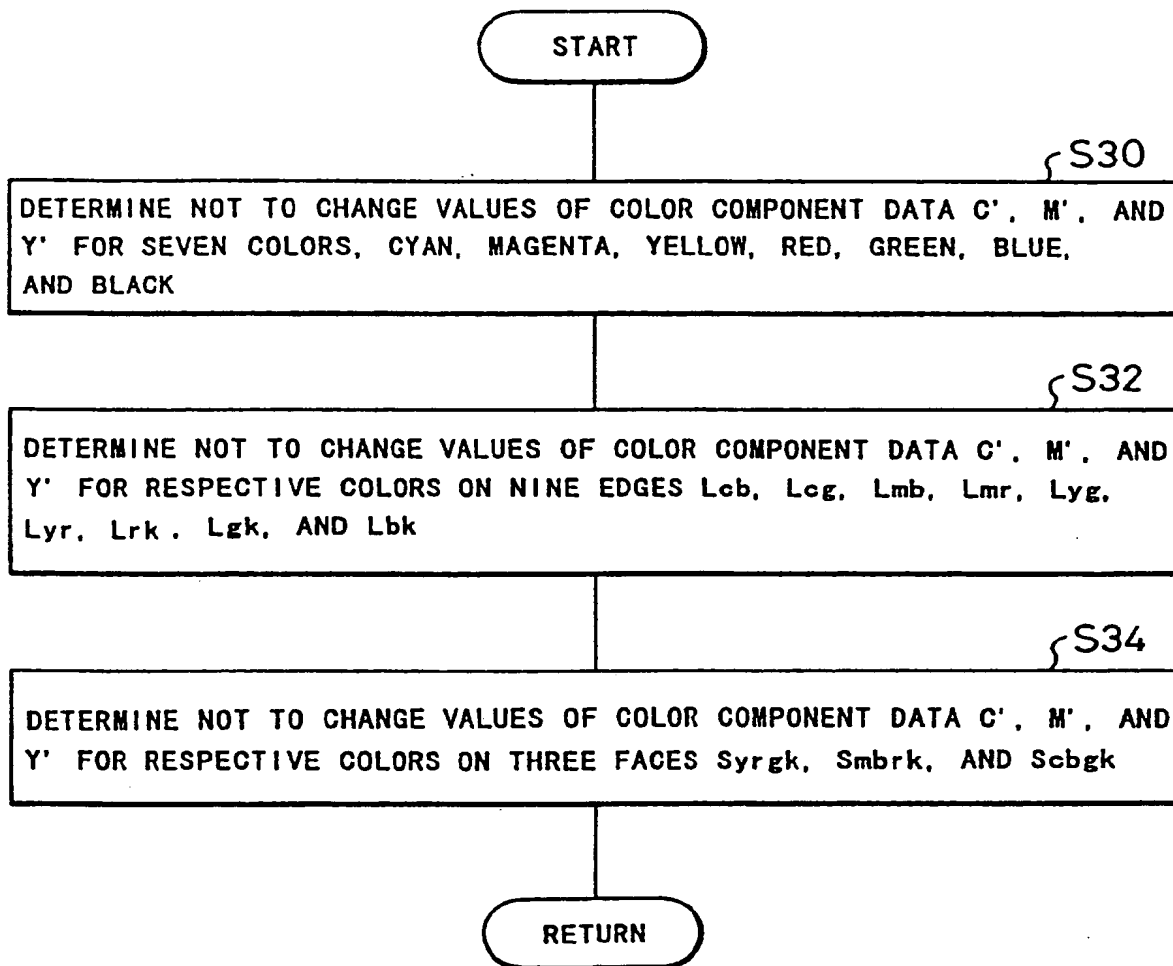 START
S30
DETERMINE NOT TO CHANGE VALUES OF COLOR COMPONENT DATA C', M', AND
Y' FOR SEVEN COLORS, CYAN, MAGENTA, YELLOW, RED, GREEN, BLUE,
AND BLACK
S32
DETERMINE NOT TO CHANGE VALUES OF COLOR COMPONENT DATA C', M', AND
Y' FOR RESPECTIVE COLORS ON NINE EDGES Lcb, Lcg, Lmb, Lmr, Lyg,
Lyr, Lrk, Lgk, AND Lbk
S34
DETERMINE NOT TO CHANGE VALUES OF COLOR COMPONENT DATA C', M', AND
Y' FOR RESPECTIVE COLORS ON THREE FACES Syrgk, Smbrk, AND Scbgk
RETURN